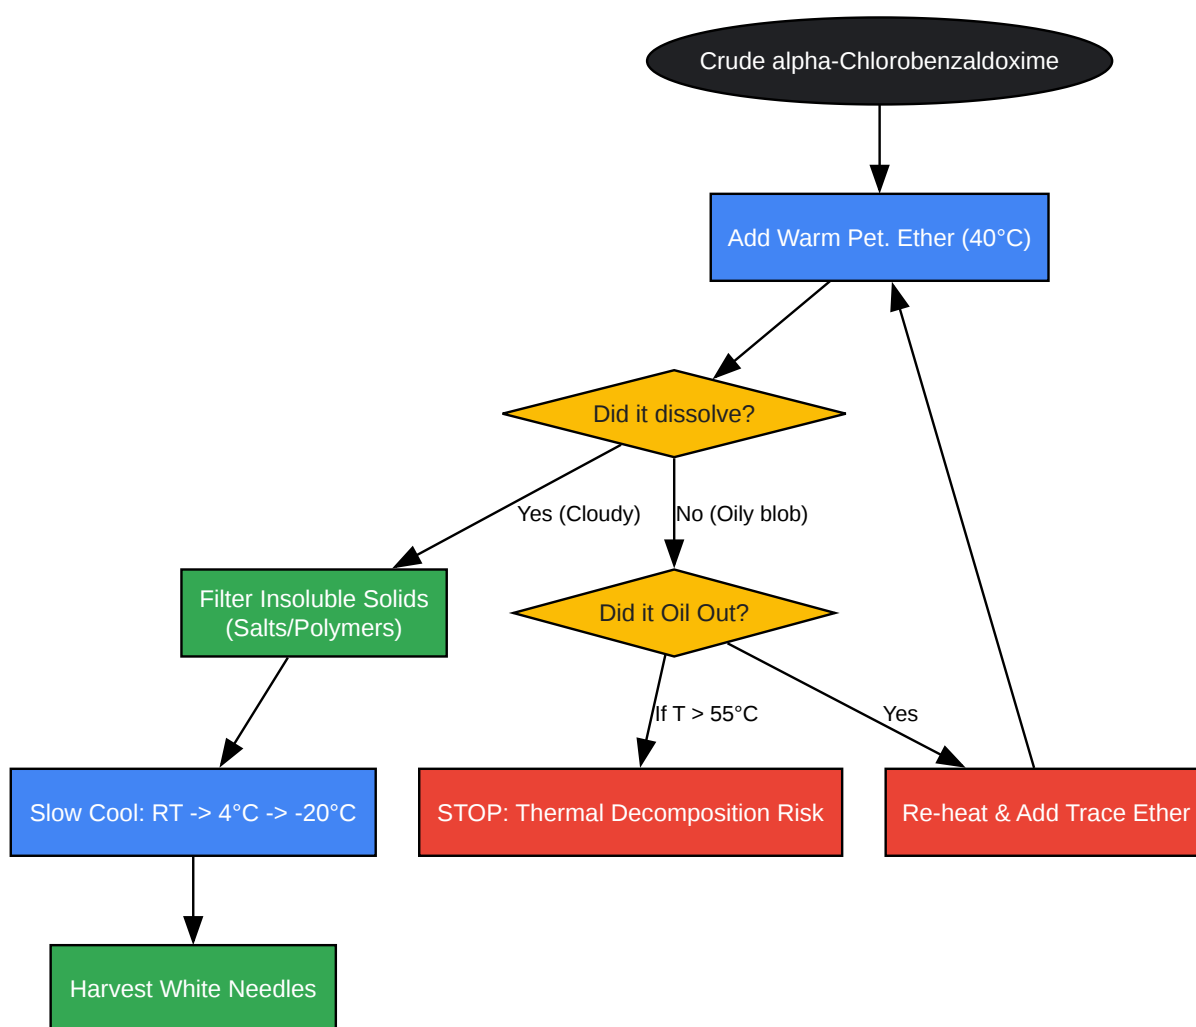 Crude alpha-Chlorobenzaldoxime
Add Warm Pet. Ether (40°C)
Did it dissolve?
Yes (Cloudy)
No (Oily blob)
Filter Insoluble Solids
(Salts/Polymers)
Did it Oil Out?
If T > 55°C
Yes
Slow Cool: RT -> 4°C -> -20°C
STOP: Thermal Decomposition Risk
Re-heat & Add Trace Ether
Harvest White Needles